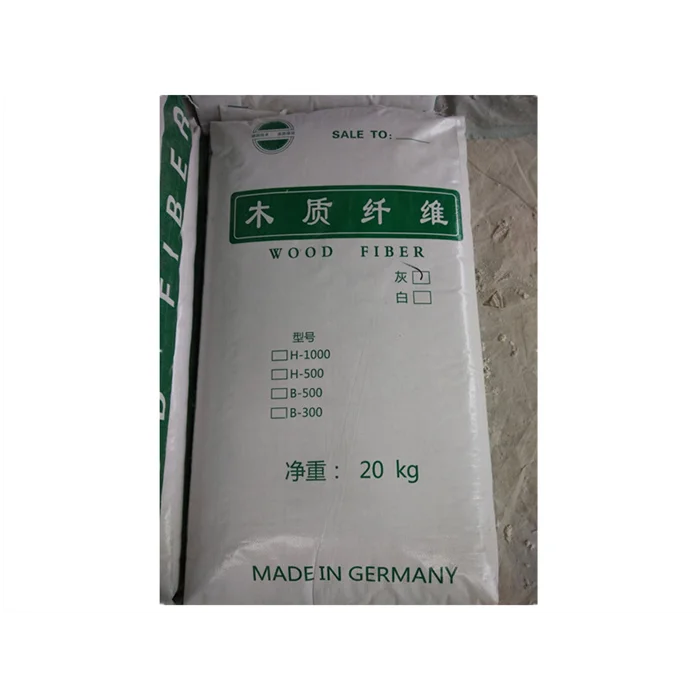 SALE TO:
木质纤维
WOOD FIBER
灰
白
型号
H-1000
H-500
B-500
B-300
净重： 20 kg
MADE IN GERMANY
D FIBER